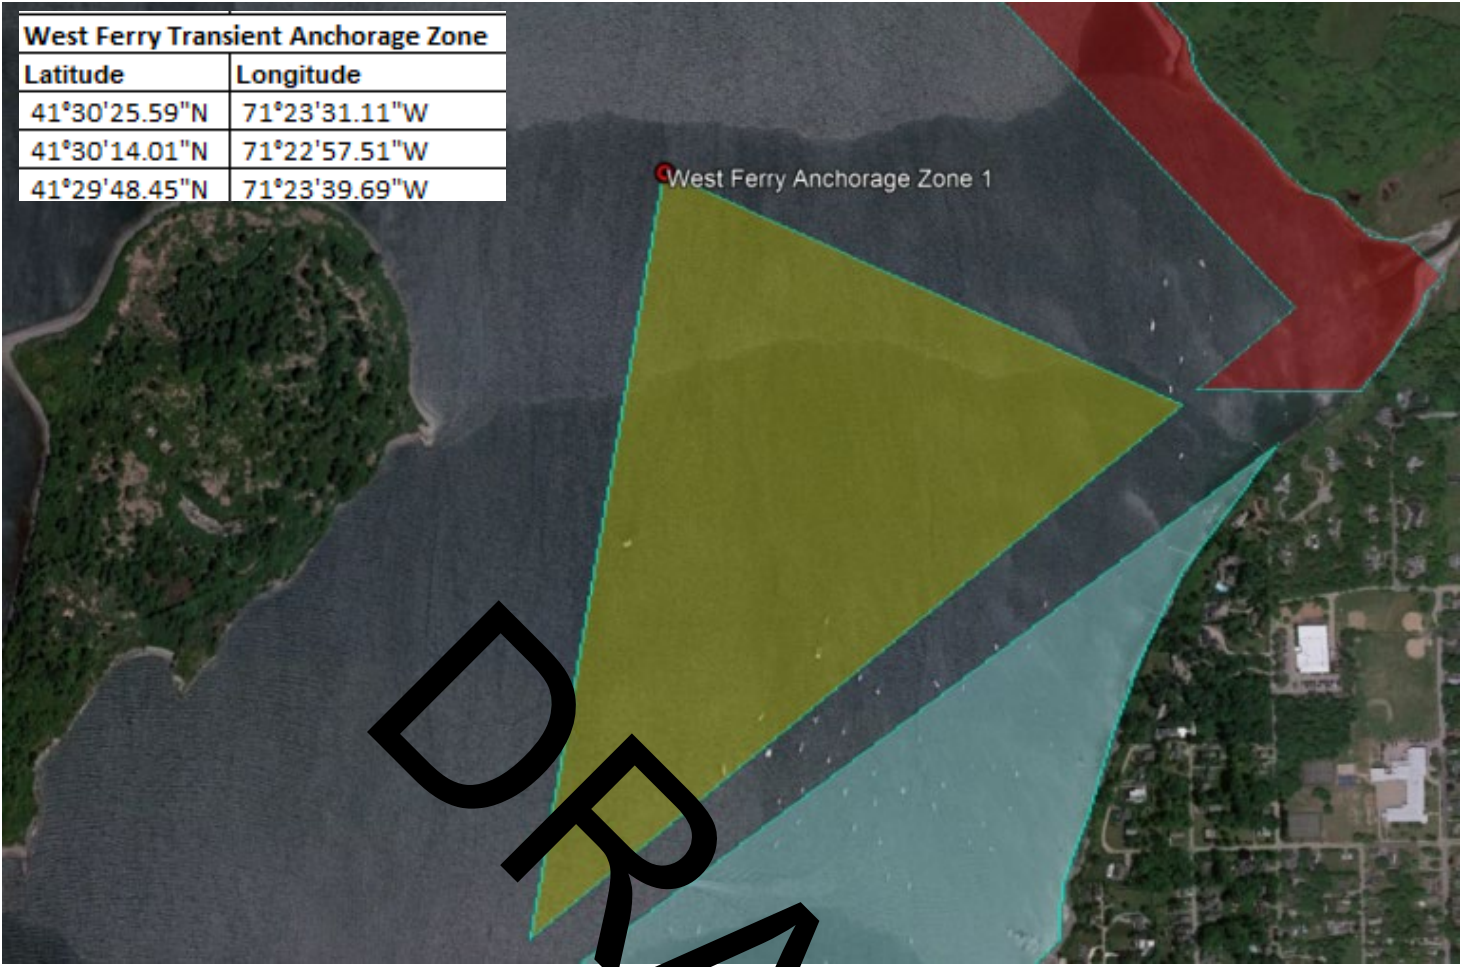 West Ferry Transient Anchorage Zone
Latitude Longitude
41°30'25.59"N 71°23'31.11"W
41°30'14.01"N 71°22'57.51"W
41°29'48.45"N 71°23'39.69"W
West Ferry Anchorage Zone 1
DRA